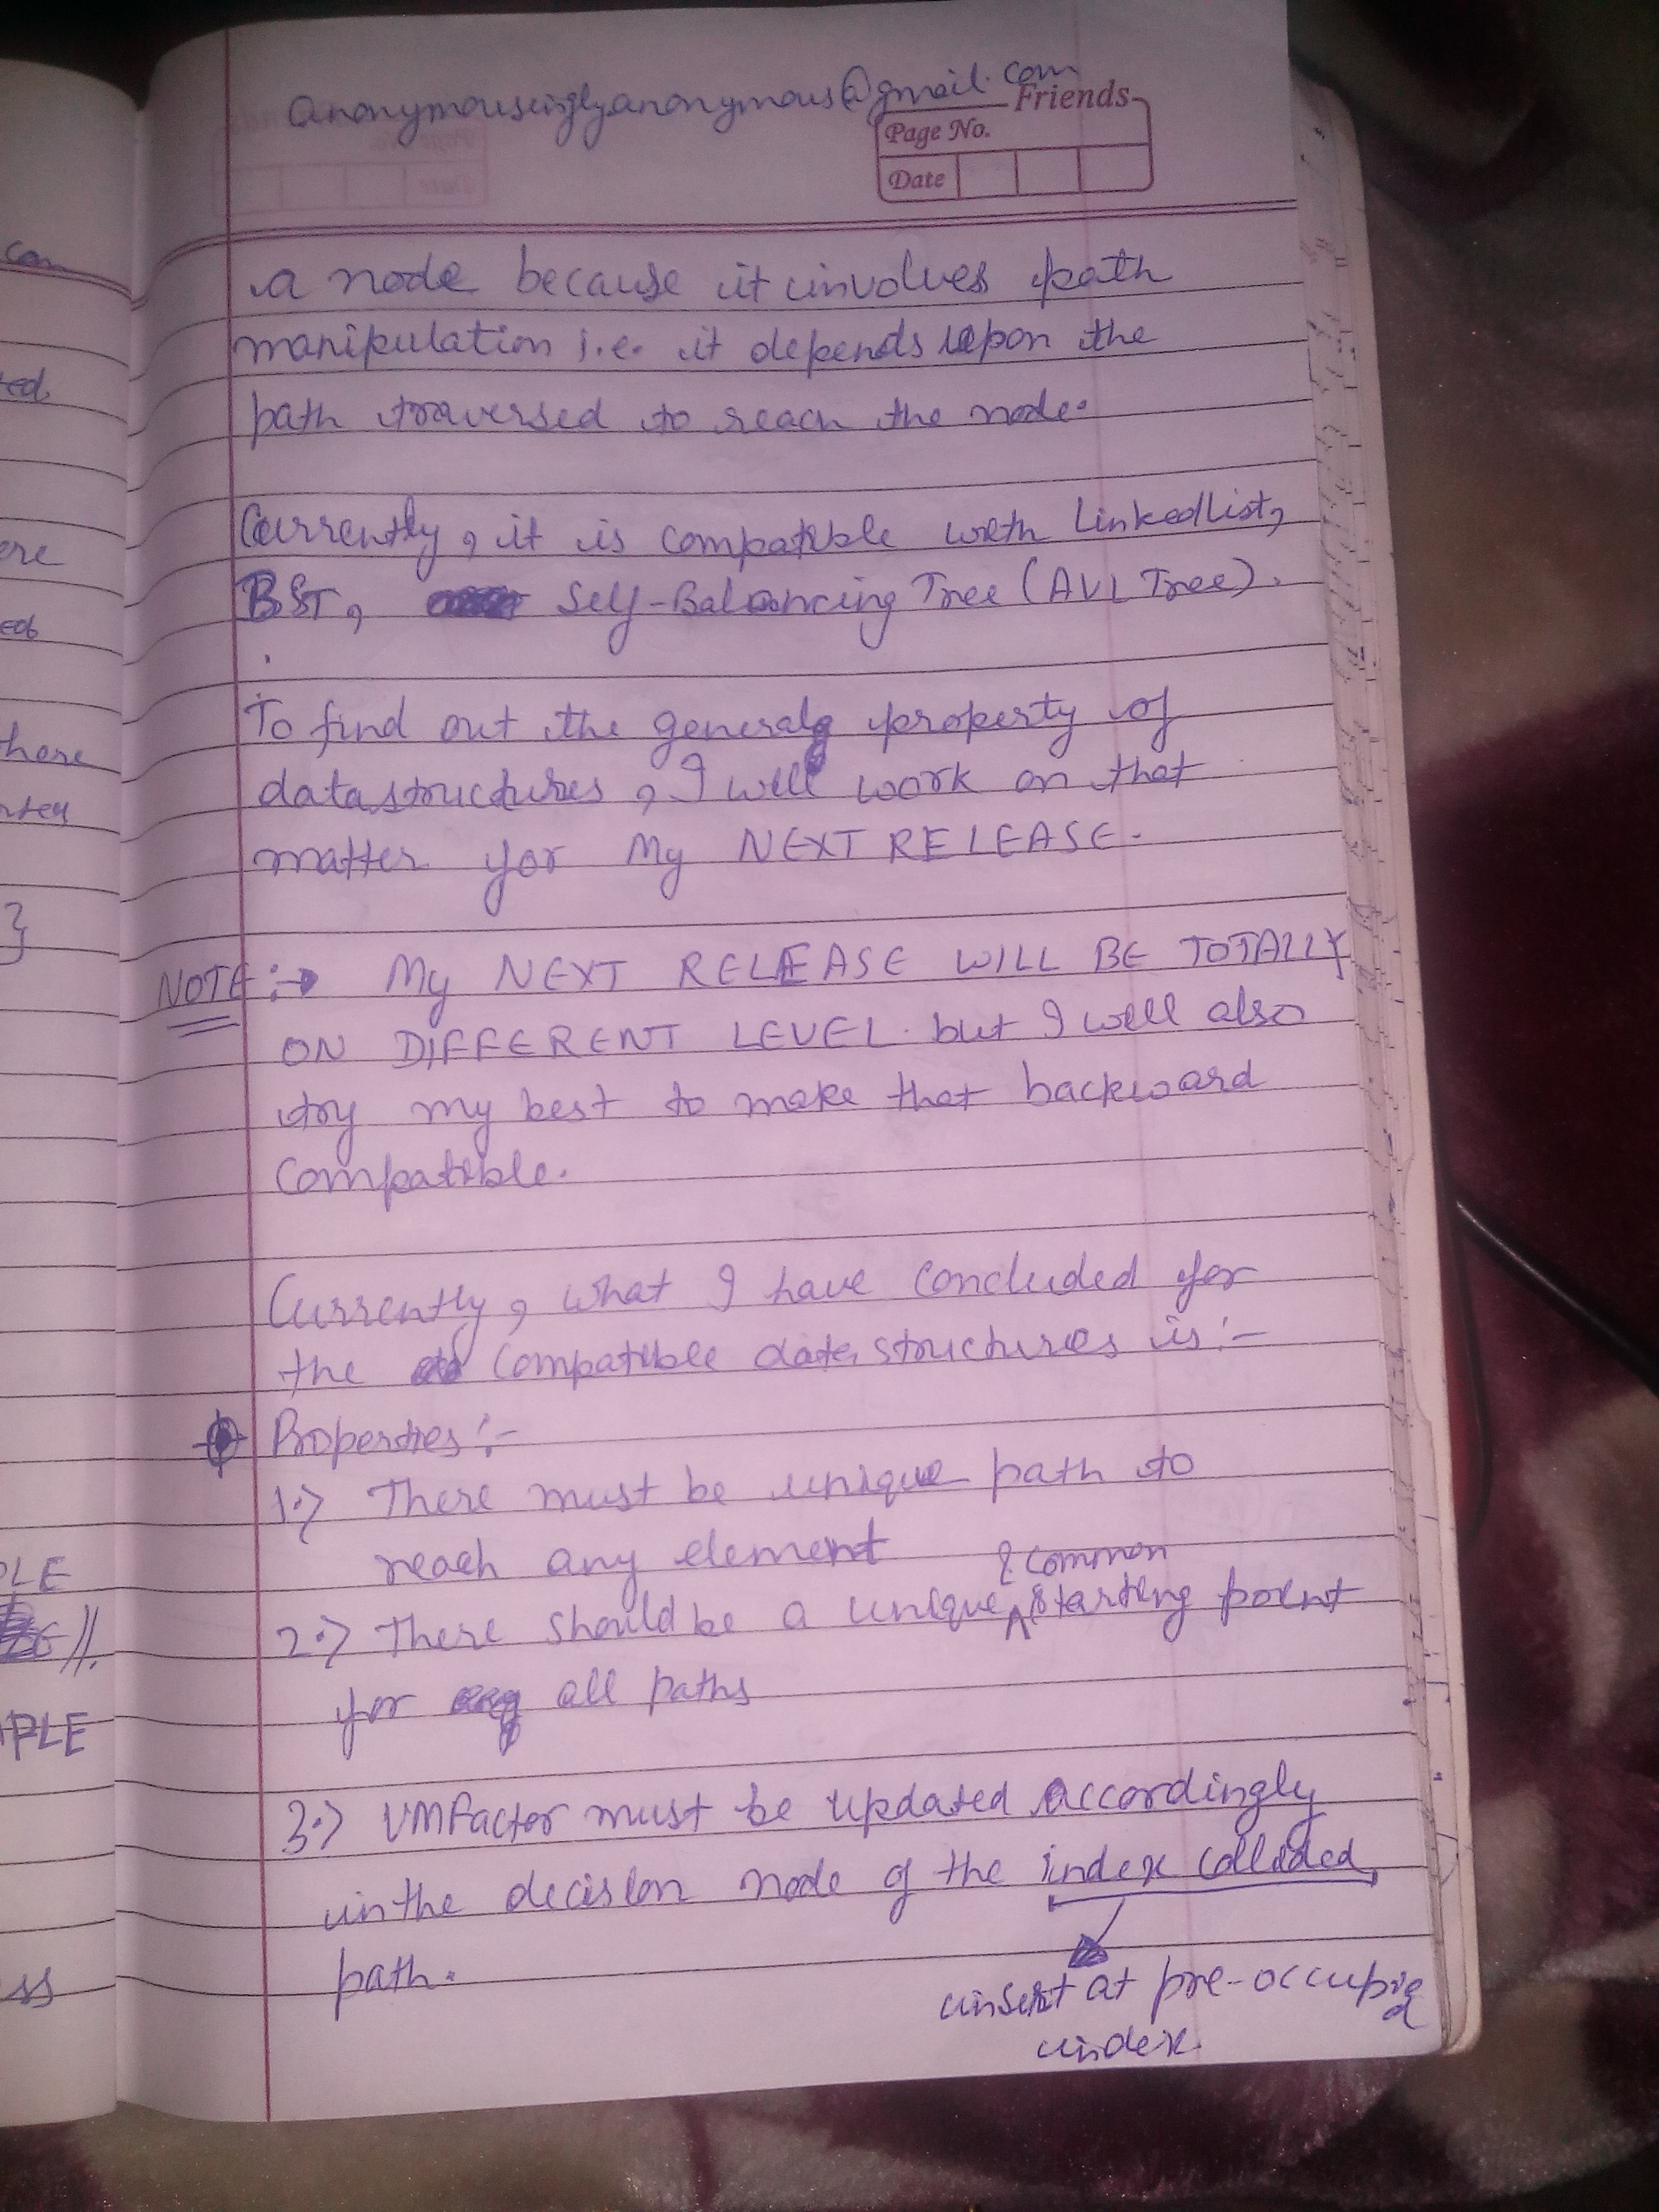 anonymousinglyanonymous@gmail.com
Friends
Page No.
Date
a node because it involves path
manipulation i.e. it depends upon the
path traversed to reach the node.
Currently, it is compatible with LinkedList,
BST, Self-Balancing Tree (AVL Tree).
To find out the general property of
datastructures, I will work on that
matter for My NEXT RELEASE.
NOTE :→ My NEXT RELEASE WILL BE TOTALLY
ON DIFFERENT LEVEL but I will also
try my best to make that backward
compatible.
Currently, what I have concluded for
the compatible data structures is:-
Properties:-
1.> There must be unique path to
reach any element
2.> There should be a unique & common starting point
for all paths
3.> VMFactor must be updated accordingly
in the decision node of the index collided
path.
insert at pre-occupied
index.
com
ted
ere
ted
here
}
PLE
PLE
ss